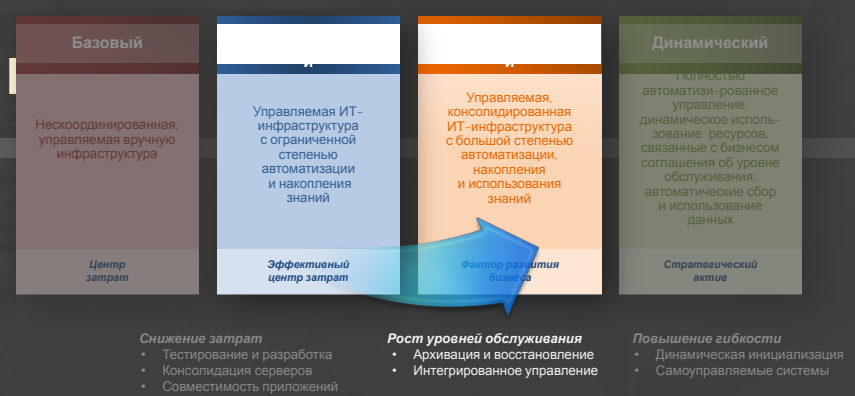 Базовый
Нескоординированная,
управляемая вручную
инфраструктура
Центр
затрат
Управляемая ИТ-
инфраструктура
с ограниченной
степенью
автоматизации
и накопления
знаний
Эффективный
центр затрат
Управляемая,
консолидированная
ИТ-инфраструктура
с большой степенью
автоматизации,
накопления
и использования
знаний
Фактор развития
бизнеса
Динамический
Полностью
автоматизи-рованное
управление,
динамическое исполь-
зование ресурсов,
связанные с бизнесом
соглашения об уровне
обслуживания;
автоматические сбор
и использование
данных
Стратегический
актив
Снижение затрат
• Тестирование и разработка
• Консолидация серверов
• Совместимость приложений
Рост уровней обслуживания
• Архивация и восстановление
• Интегрированное управление
Повышение гибкости
• Динамическая инициализация
• Самоуправляемые системы